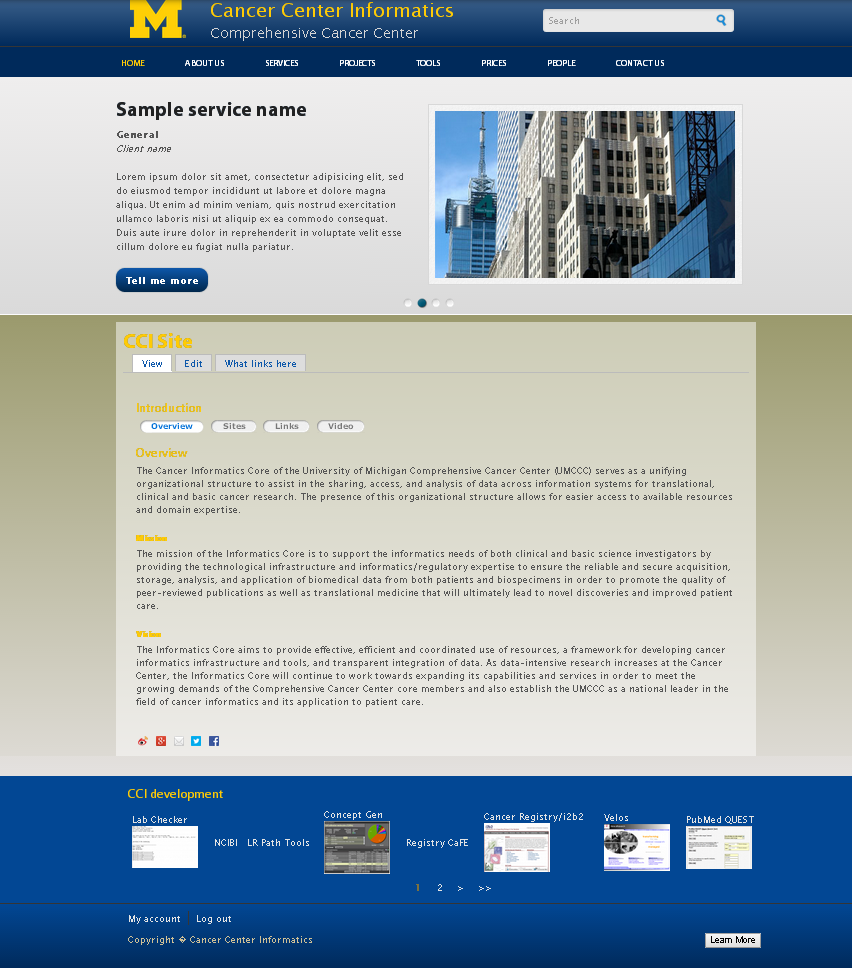 M
Cancer Center Informatics
Comprehensive Cancer Center
Search
HOME ABOUT US SERVICES PROJECTS TOOLS PRICES PEOPLE CONTACT US
Sample service name
General
Client name
Lorem ipsum dolor sit amet, consectetur adipisicing elit, sed
do eiusmod tempor incididunt ut labore et dolore magna
aliqua. Ut enim ad minim veniam, quis nostrud exercitation
ullamco laboris nisi ut aliquip ex ea commodo consequat.
Duis aute irure dolor in reprehenderit in voluptate velit esse
cillum dolore eu fugiat nulla pariatur.
Tell me more
CCI Site
View Edit What links here
Introduction
Overview Sites Links Video
Overview
The Cancer Informatics Core of the University of Michigan Comprehensive Cancer Center (UMCCC) serves as a unifying
organizational structure to assist in the sharing, access, and analysis of data across information systems for translational,
clinical and basic cancer research. The presence of this organizational structure allows for easier access to available resources
and domain expertise.
Mission
The mission of the Informatics Core is to support the informatics needs of both clinical and basic science investigators by
providing the technological infrastructure and informatics/regulatory expertise to ensure the reliable and secure acquisition,
storage, analysis, and application of biomedical data from both patients and biospecimens in order to promote the quality of
peer-reviewed publications as well as translational medicine that will ultimately lead to novel discoveries and improved patient
care.
Vision
The Informatics Core aims to provide effective, efficient and coordinated use of resources, a framework for developing cancer
informatics infrastructure and tools, and transparent integration of data. As data-intensive research increases at the Cancer
Center, the Informatics Core will continue to work towards expanding its capabilities and services in order to meet the
growing demands of the Comprehensive Cancer Center core members and also establish the UMCCC as a national leader in the
field of cancer informatics and its application to patient care.
CCI development
Lab Checker NCIBI LR Path Tools Concept Gen Registry CaFE Cancer Registry/i2b2 Velos PubMed QUEST
1 2 > >>
My account Log out
Copyright � Cancer Center Informatics
Learn More